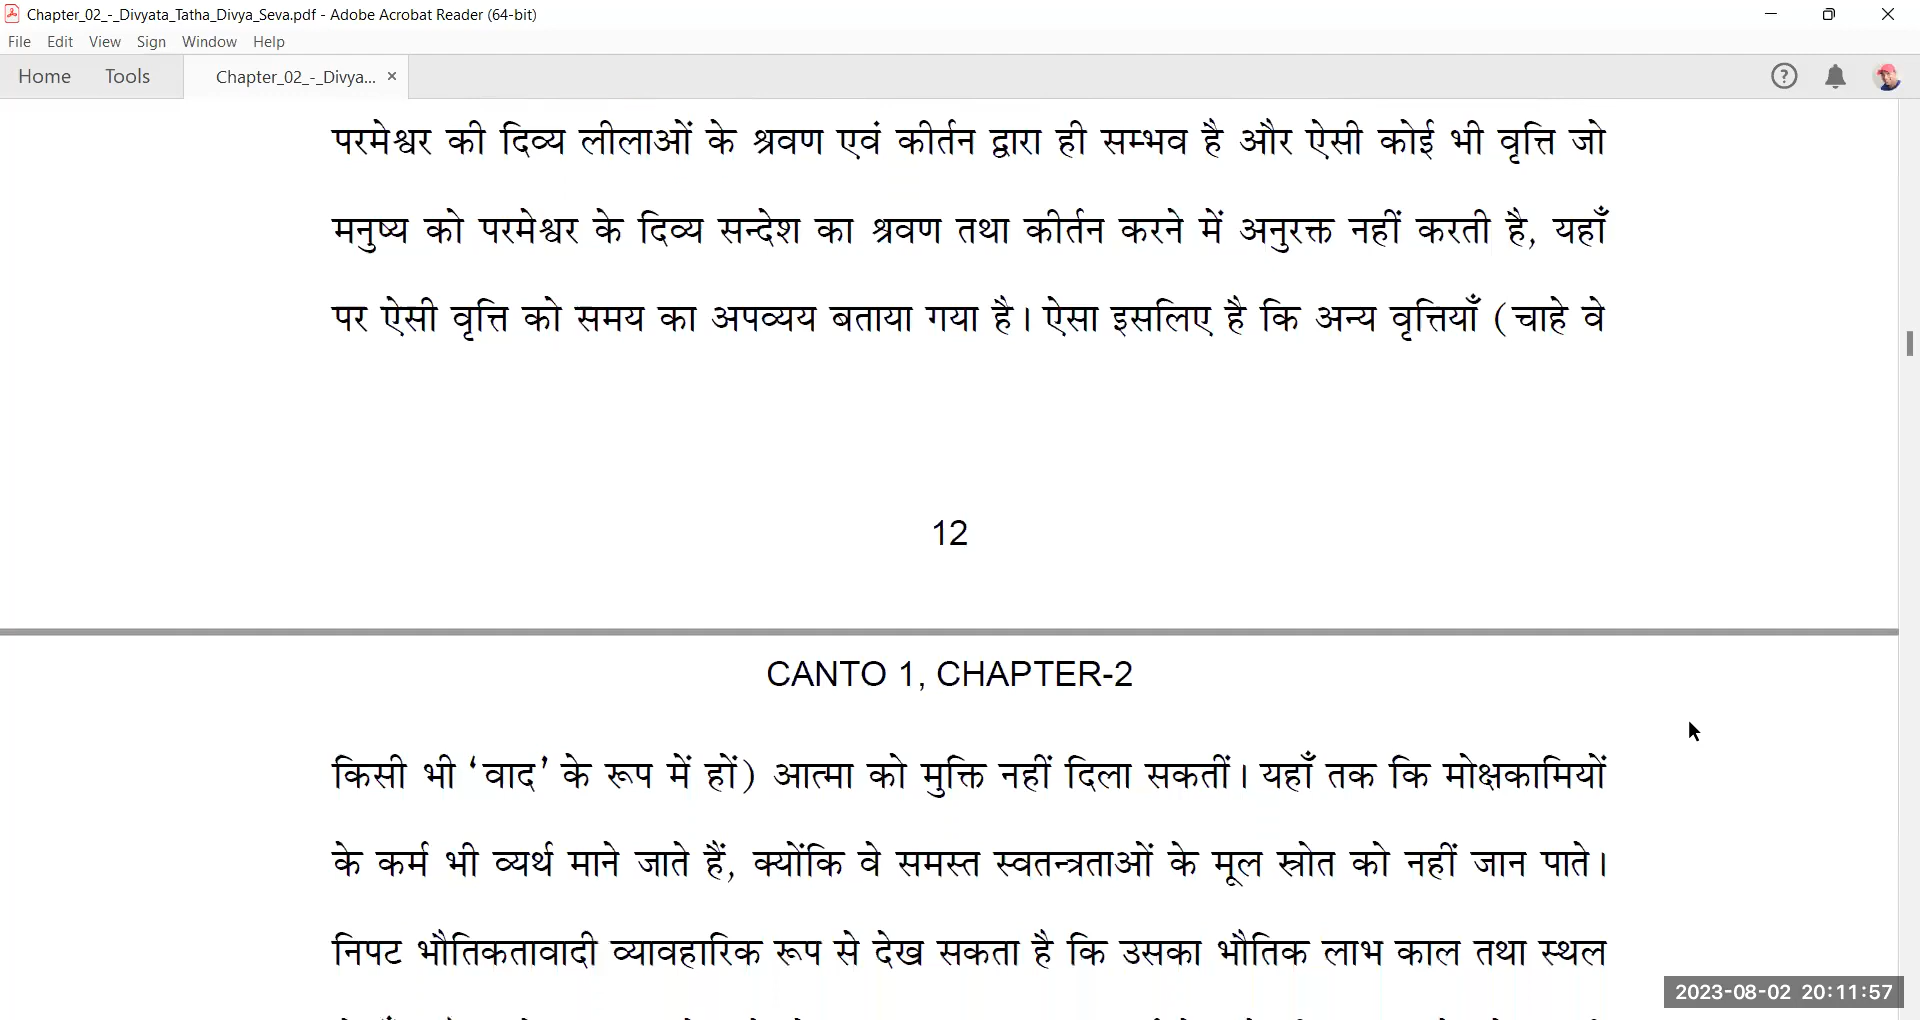 Chapter_02_-_Divyata_Tatha_Divya_Seva.pdf - Adobe Acrobat Reader (64-bit)
File Edit View Sign Window Help
Home Tools Chapter_02_-_Divya... ×
परमेश्वर की दिव्य लीलाओं के श्रवण एवं कीर्तन द्वारा ही सम्भव है और ऐसी कोई भी वृत्ति जो
मनुष्य को परमेश्वर के दिव्य सन्देश का श्रवण तथा कीर्तन करने में अनुरक्त नहीं करती है, यहाँ
पर ऐसी वृत्ति को समय का अपव्यय बताया गया है। ऐसा इसलिए है कि अन्य वृत्तियाँ (चाहे वे
12
CANTO 1, CHAPTER-2
किसी भी ‘वाद’ के रूप में हों) आत्मा को मुक्ति नहीं दिला सकतीं। यहाँ तक कि मोक्षकामियों
के कर्म भी व्यर्थ माने जाते हैं, क्योंकि वे समस्त स्वतन्त्रताओं के मूल स्रोत को नहीं जान पाते।
निपट भौतिकतावादी व्यावहारिक रूप से देख सकता है कि उसका भौतिक लाभ काल तथा स्थल
2023-08-02 20:11:57